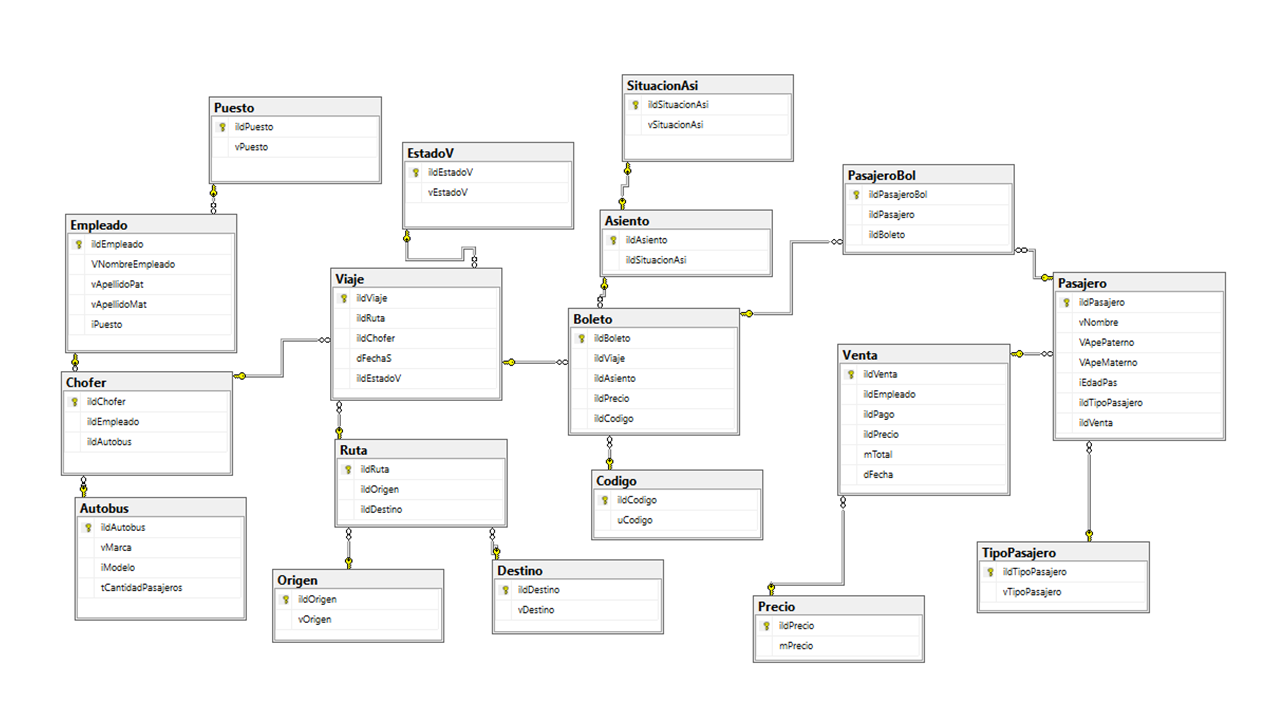 SituacionAsi
iIdSituacionAsi
vSituacionAsi
Puesto
iIdPuesto
vPuesto
EstadoV
iIdEstadoV
vEstadoV
PasajeroBol
iIdPasajeroBol
iIdPasajero
iIdBoleto
Empleado
iIdEmpleado
VNombreEmpleado
vApellidoPat
vApellidoMat
iPuesto
Asiento
iIdAsiento
iIdSituacionAsi
Viaje
iIdViaje
iIdRuta
iIdChofer
dFechaS
iIdEstadoV
Pasajero
iIdPasajero
vNombre
VApePaterno
VApeMaterno
iEdadPas
iIdTipoPasajero
iIdVenta
Boleto
iIdBoleto
iIdViaje
iIdAsiento
iIdPrecio
iIdCodigo
Venta
iIdVenta
iIdEmpleado
iIdPago
iIdPrecio
mTotal
dFecha
Chofer
iIdChofer
iIdEmpleado
iIdAutobus
Ruta
iIdRuta
iIdOrigen
iIdDestino
Codigo
iIdCodigo
uCodigo
Autobus
iIdAutobus
vMarca
iModelo
tCantidadPasajeros
TipoPasajero
iIdTipoPasajero
vTipoPasajero
Destino
iIdDestino
vDestino
Origen
iIdOrigen
vOrigen
Precio
iIdPrecio
mPrecio